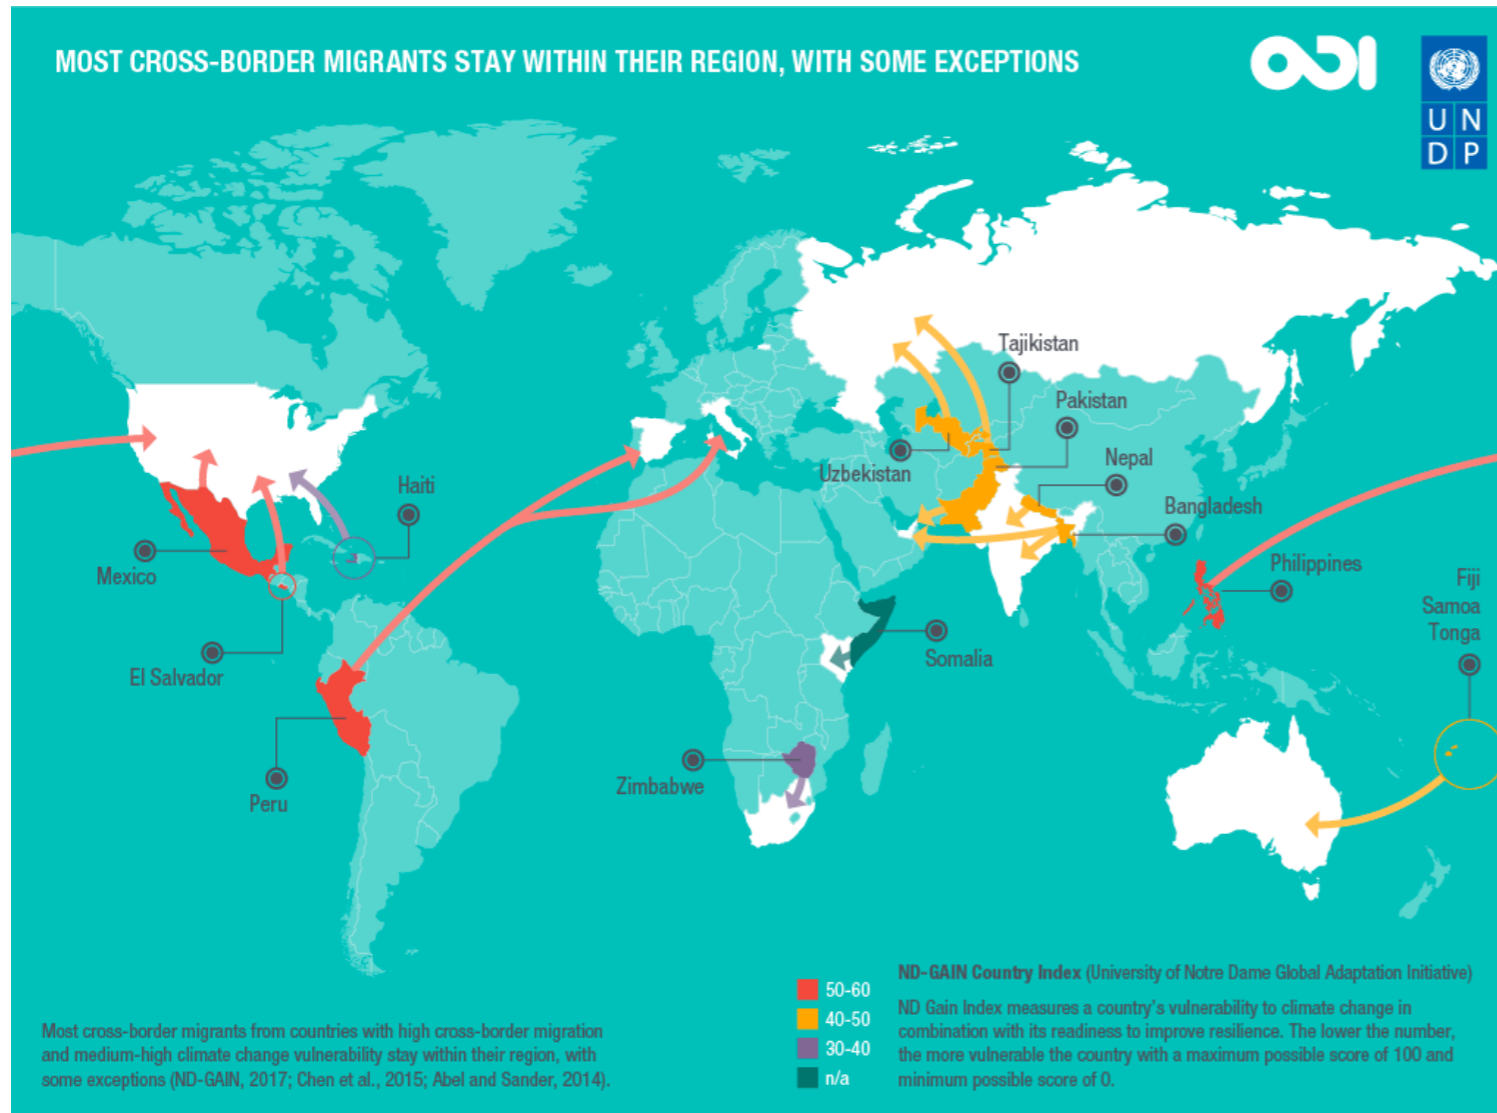 MOST CROSS-BORDER MIGRANTS STAY WITHIN THEIR REGION, WITH SOME EXCEPTIONS
ODI
U N
D P
Tajikistan
Pakistan
Uzbekistan
Nepal
Haiti
Bangladesh
Mexico
Philippines
Fiji
Samoa
Tonga
El Salvador
Somalia
Zimbabwe
Peru
50-60
40-50
30-40
n/a
ND-GAIN Country Index (University of Notre Dame Global Adaptation Initiative)
ND Gain Index measures a country's vulnerability to climate change in
combination with its readiness to improve resilience. The lower the number,
the more vulnerable the country with a maximum possible score of 100 and
minimum possible score of 0.
Most cross-border migrants from countries with high cross-border migration
and medium-high climate change vulnerability stay within their region, with
some exceptions (ND-GAIN, 2017; Chen et al., 2015; Abel and Sander, 2014).